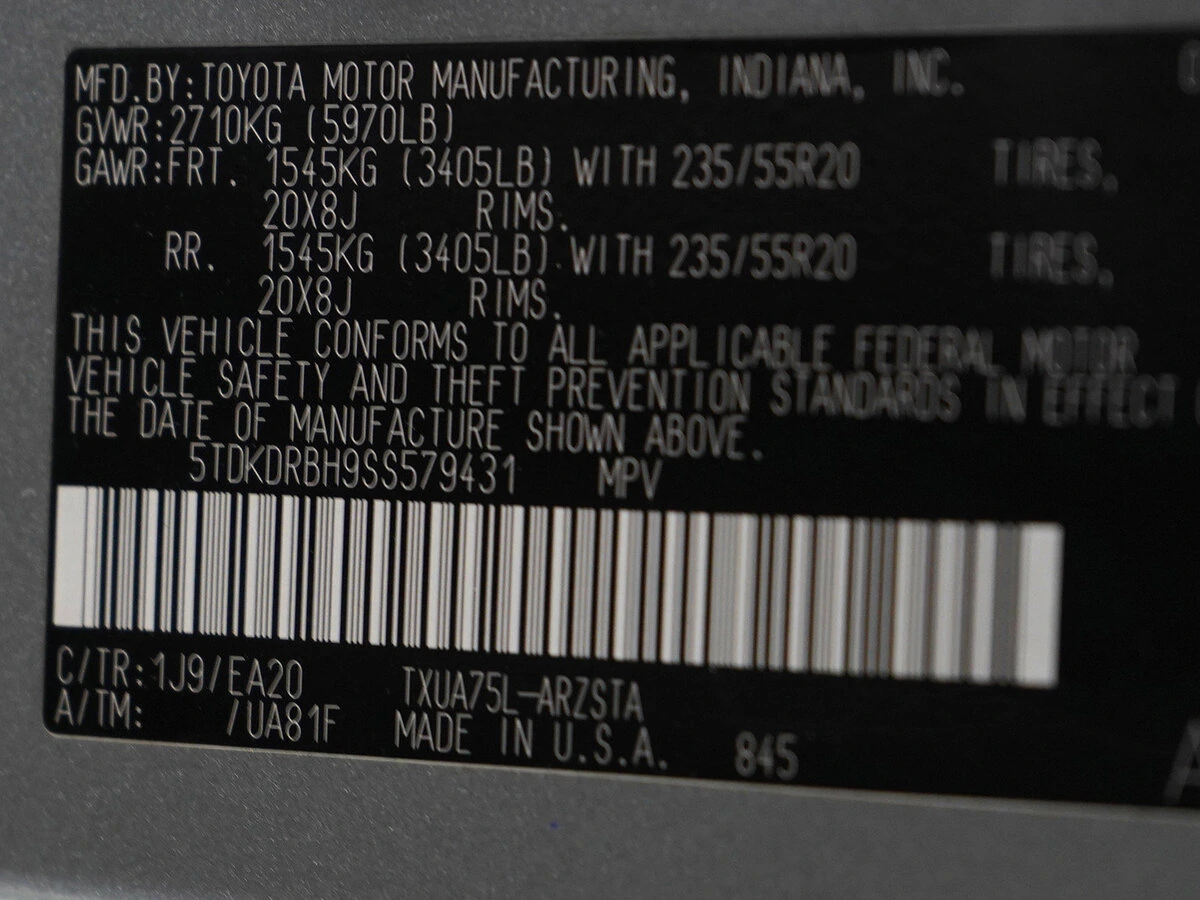 MFD.BY:TOYOTA MOTOR MANUFACTURING, INDIANA, INC.
GVWR:2710KG (5970LB)
GAWR:FRT. 1545KG (3405LB) WITH 235/55R20 TIRES,
20X8J RIMS.
RR. 1545KG (3405LB) WITH 235/55R20 TIRES,
20X8J RIMS.
THIS VEHICLE CONFORMS TO ALL APPLICABLE FEDERAL MOTOR
VEHICLE SAFETY AND THEFT PREVENTION STANDARDS IN EFFECT
THE DATE OF MANUFACTURE SHOWN ABOVE.
5TDKDRBH9SS579431 MPV
C/TR:1J9/EA20 TXUA75L-ARZSTA
A/TM: /UA81F MADE IN U.S.A. 845